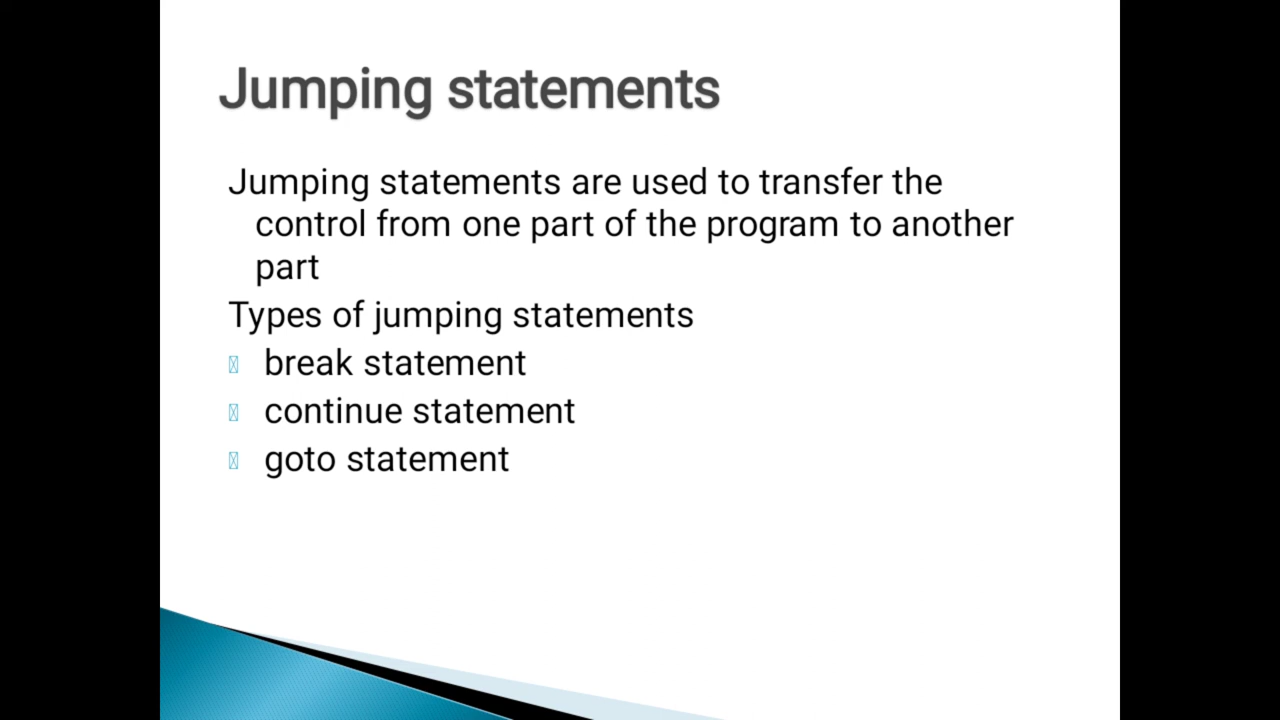 Jumping statements
Jumping statements are used to transfer the
control from one part of the program to another
part
Types of jumping statements
break statement
continue statement
goto statement